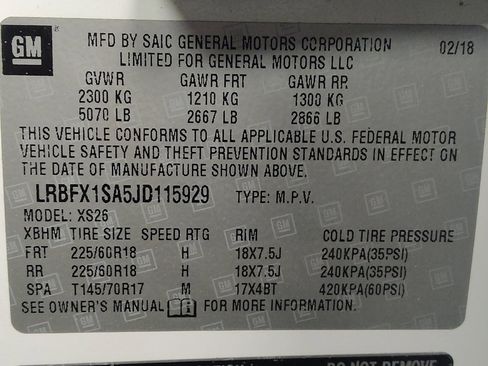 GM
MFD BY SAIC GENERAL MOTORS CORPORATION 02/18
LIMITED FOR GENERAL MOTORS LLC
GVWR GAWR FRT GAWR RR
2300 KG 1210 KG 1300 KG
5070 LB 2667 LB 2866 LB
THIS VEHICLE CONFORMS TO ALL APPLICABLE U.S. FEDERAL MOTOR
VEHICLE SAFETY AND THEFT PREVENTION STANDARDS IN EFFECT ON
THE DATE OF MANUFACTURE SHOWN ABOVE.
LRBFX1SA5JD115929 TYPE: M.P.V.
MODEL: XS26
XBHM TIRE SIZE SPEED RTG RIM COLD TIRE PRESSURE
FRT 225/60R18 H 18X7.5J 240KPA(35PSI)
RR 225/60R18 H 18X7.5J 240KPA(35PSI)
SPA T145/70R17 M 17X4BT 420KPA(60PSI)
SEE OWNER'S MANUAL FOR MORE INFORMATION.
DO NOT REMOVE